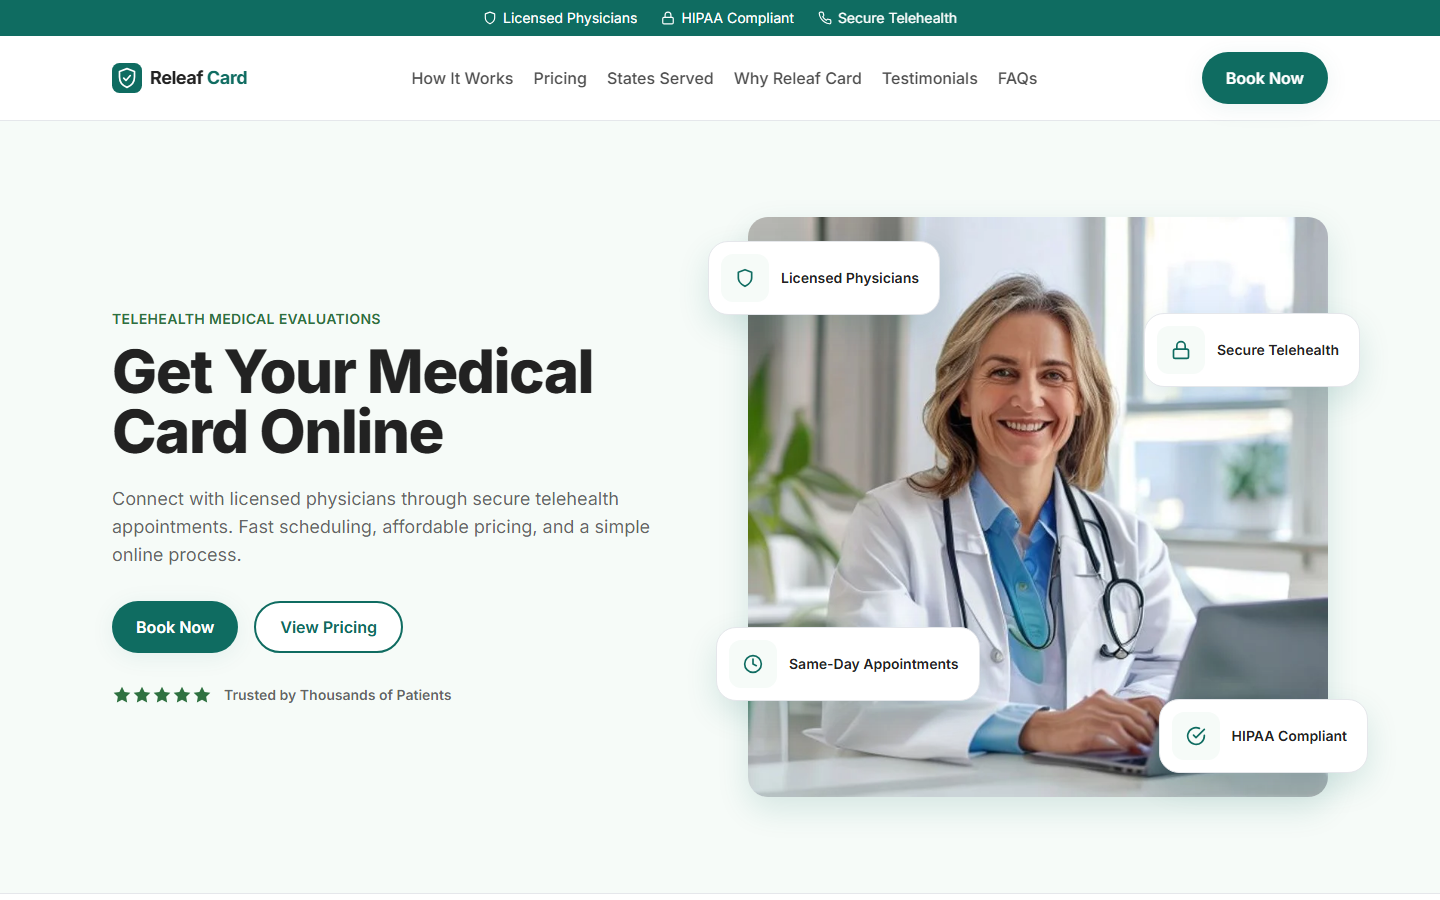 Licensed Physicians
HIPAA Compliant
Secure Telehealth
Releaf Card
How It Works
Pricing
States Served
Why Releaf Card
Testimonials
FAQs
Book Now
TELEHEALTH MEDICAL EVALUATIONS
Get Your Medical
Card Online
Connect with licensed physicians through secure telehealth
appointments. Fast scheduling, affordable pricing, and a simple
online process.
Book Now
View Pricing
Trusted by Thousands of Patients
Licensed Physicians
Secure Telehealth
Same-Day Appointments
HIPAA Compliant